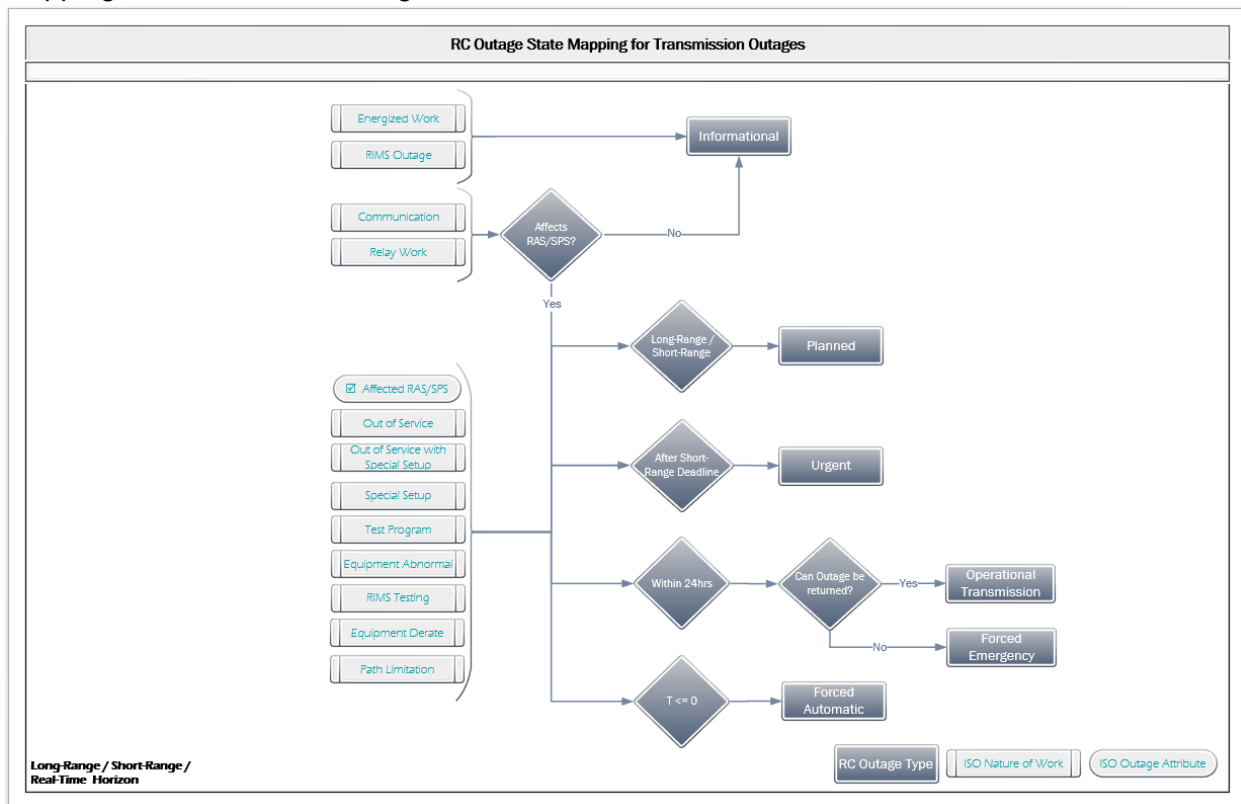 RC Outage State Mapping for Transmission Outages
Energized Work
RIMS Outage
Informational
Communication
Relay Work
Affects
RAS/SPS?
No
Yes
Long-Range /
Short-Range
Planned
☑ Affected RAS/SPS
Out of Service
Out of Service with
Special Setup
Special Setup
Test Program
Equipment Abnormal
RIMS Testing
Equipment Derate
Path Limitation
After Short-
Range Deadline
Urgent
Within 24hrs
Can Outage be
returned?
Yes
Operational
Transmission
No
Forced
Emergency
T <= 0
Forced
Automatic
Long-Range / Short-Range /
Real-Time Horizon
RC Outage Type
ISO Nature of Work
ISO Outage Attribute